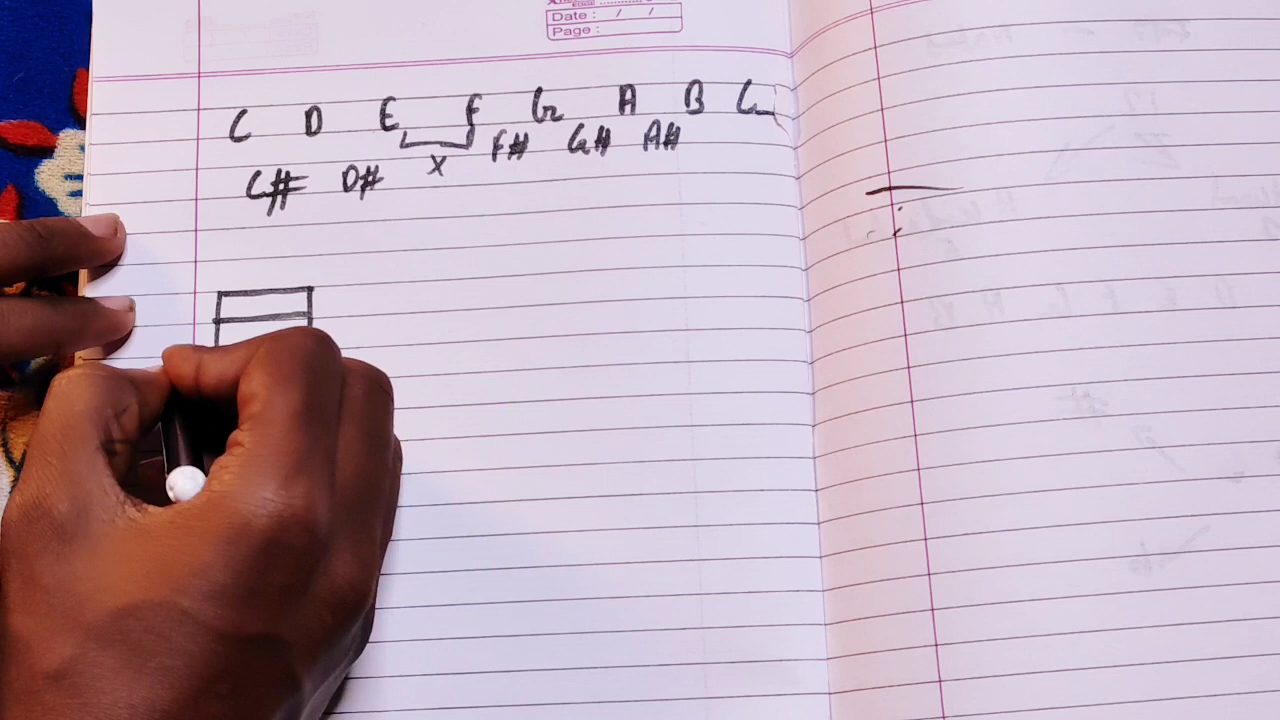 Date : / /
Page :
C D E F G A B C
F# G# A#
X
C# D#